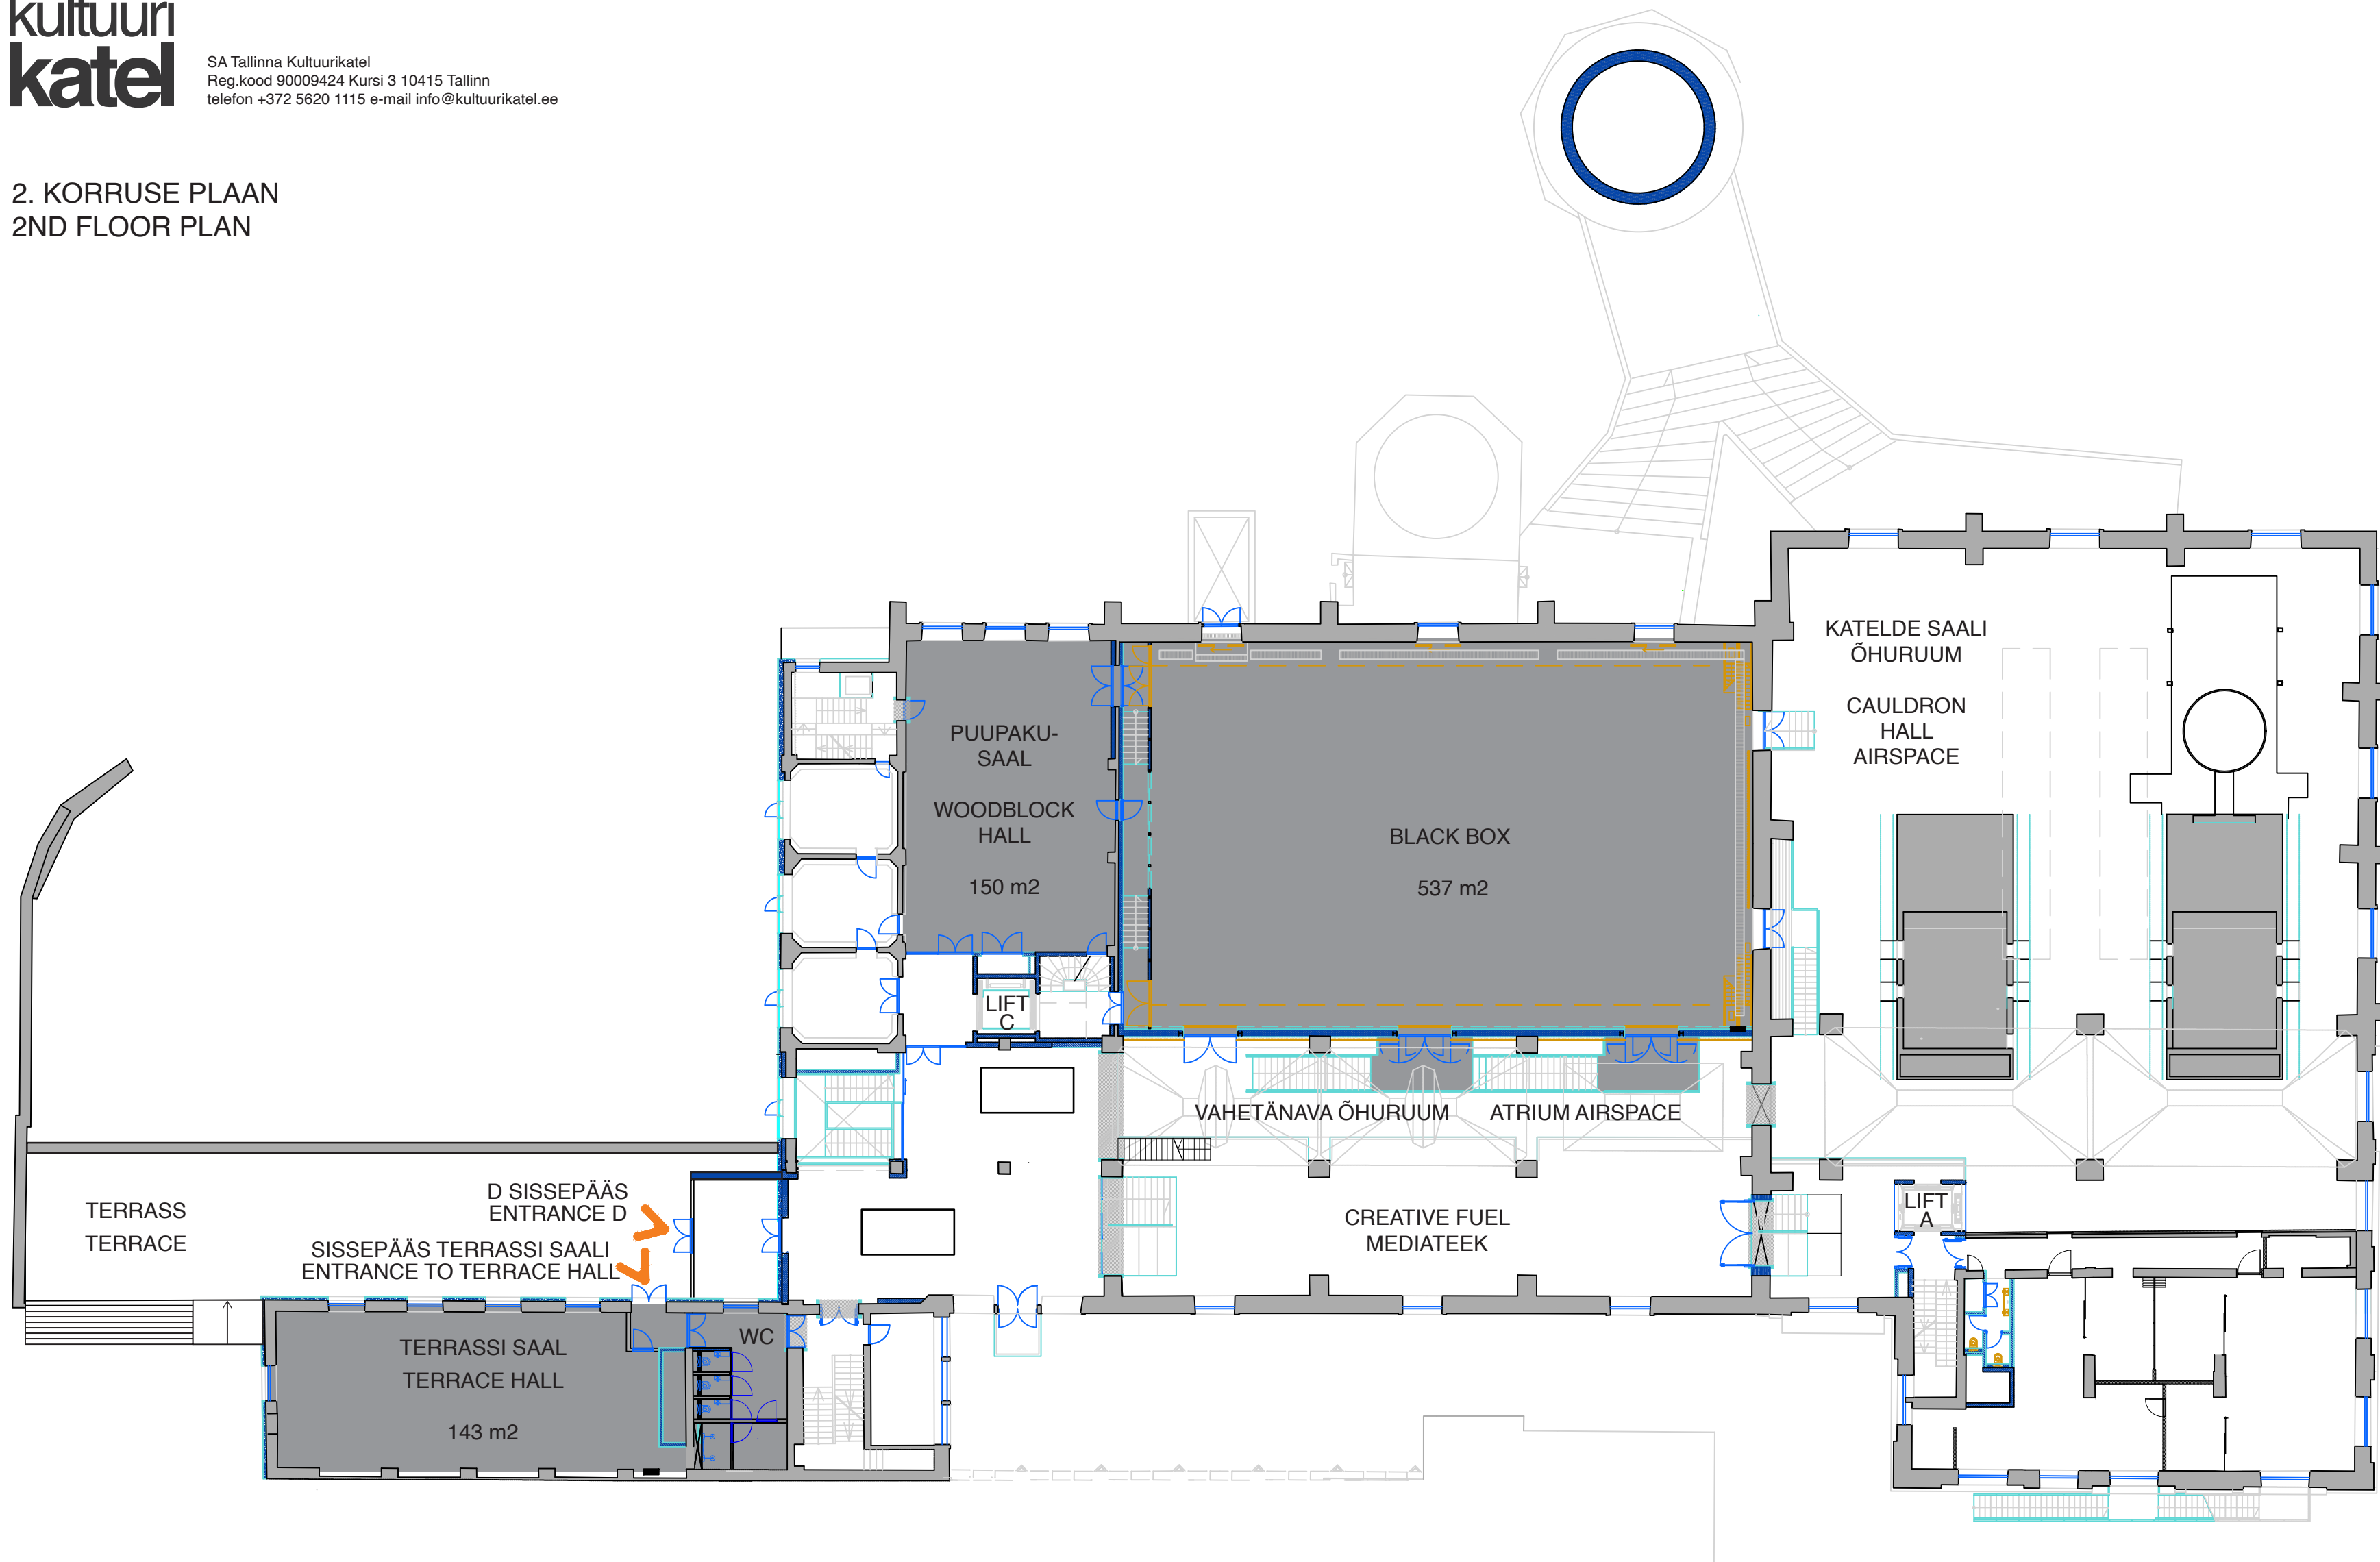 kultuuri
katel
SA Tallinna Kultuurikatel
Reg.kood 90009424 Kursi 3 10415 Tallinn
telefon +372 5620 1115 e-mail info@kultuurikatel.ee
2. KORRUSE PLAAN
2ND FLOOR PLAN
KATELDE SAALI
ÕHURUUM
CAULDRON
HALL
AIRSPACE
PUUPAKU-
SAAL
WOODBLOCK
HALL
150 m2
BLACK BOX
537 m2
LIFT
C
VAHETÄNAVA ÕHURUUM
ATRIUM AIRSPACE
TERRASS
TERRACE
D SISSEPÄÄS
ENTRANCE D
SISSEPÄÄS TERRASSI SAALI
ENTRANCE TO TERRACE HALL
CREATIVE FUEL
MEDIATEEK
LIFT
A
TERRASSI SAAL
TERRACE HALL
143 m2
WC